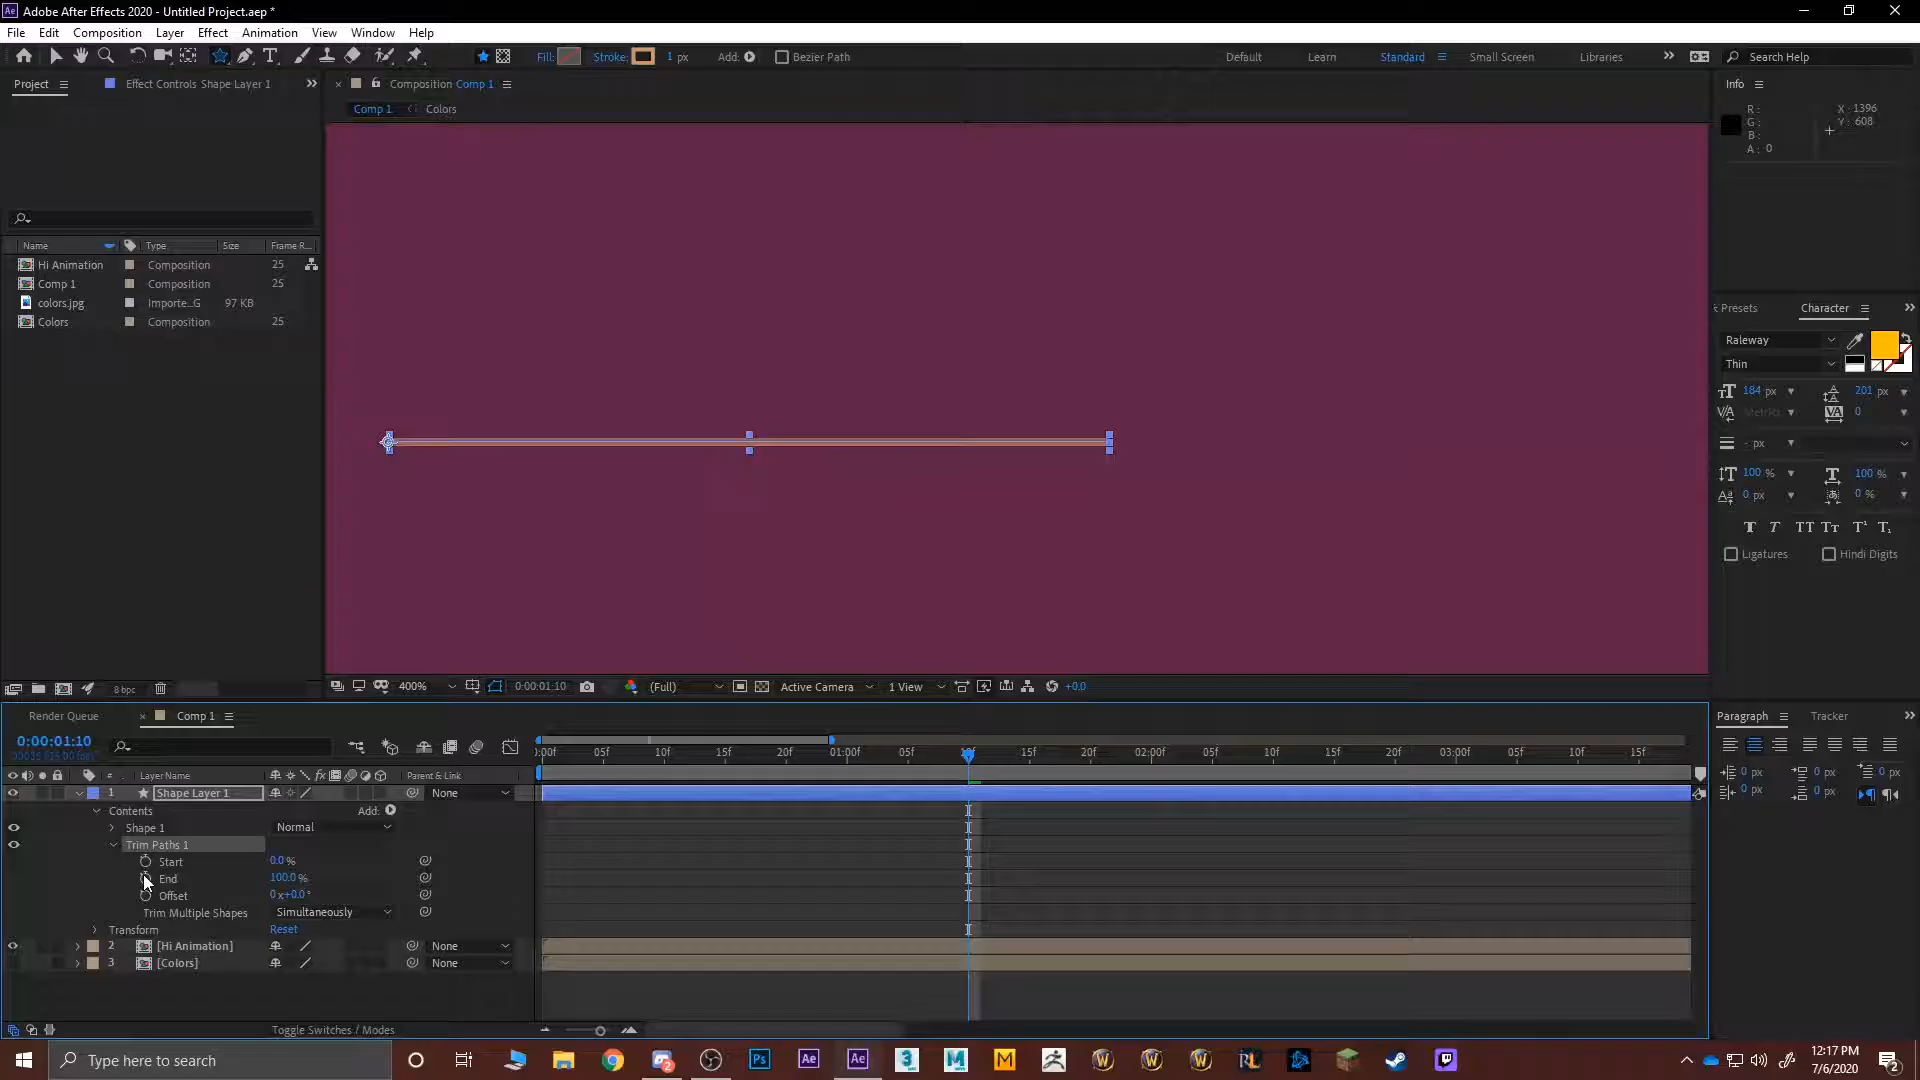 Adobe After Effects 2020 - Untitled Project.aep *
File Edit Composition Layer Effect Animation View Window Help
Fill: Stroke: 1 px Add: Bezier Path Default Learn Standard Small Screen Libraries Search Help
Project Effect Controls Shape Layer 1 Composition Comp 1 Info
Comp 1 Colors
R: X: 1396
G: Y: 608
B:
A: 0
Name Type Size Frame R...
Hi Animation Composition 25
Comp 1 Composition 25
colors.jpg Importe...G 97 KB
Colors Composition 25
Presets Character
Raleway
Thin
184 px 201 px
Metrics 0
- px
100 % 100 %
0 px 0 %
T T TT Tt T¹ T₁
Ligatures Hindi Digits
8 bpc 400% 0:00:01:10 (Full) Active Camera 1 View +0.0
Render Queue Comp 1 Paragraph Tracker
0:00:01:10
:00f 05f 10f 15f 20f 01:00f 05f 10f 15f 20f 02:00f 05f 10f 15f 20f 03:00f 05f 10f 15f
# Layer Name Parent & Link
1 Shape Layer 1 None
Contents Add:
Shape 1 Normal
Trim Paths 1
Start 0.0 %
End 100.0 %
Offset 0 x+0.0 °
Trim Multiple Shapes Simultaneously
Transform Reset
2 [Hi Animation] None
3 [Colors] None
0 px 0 px 0 px
0 px 0 px
Toggle Switches / Modes
Type here to search
12:17 PM
7/6/2020